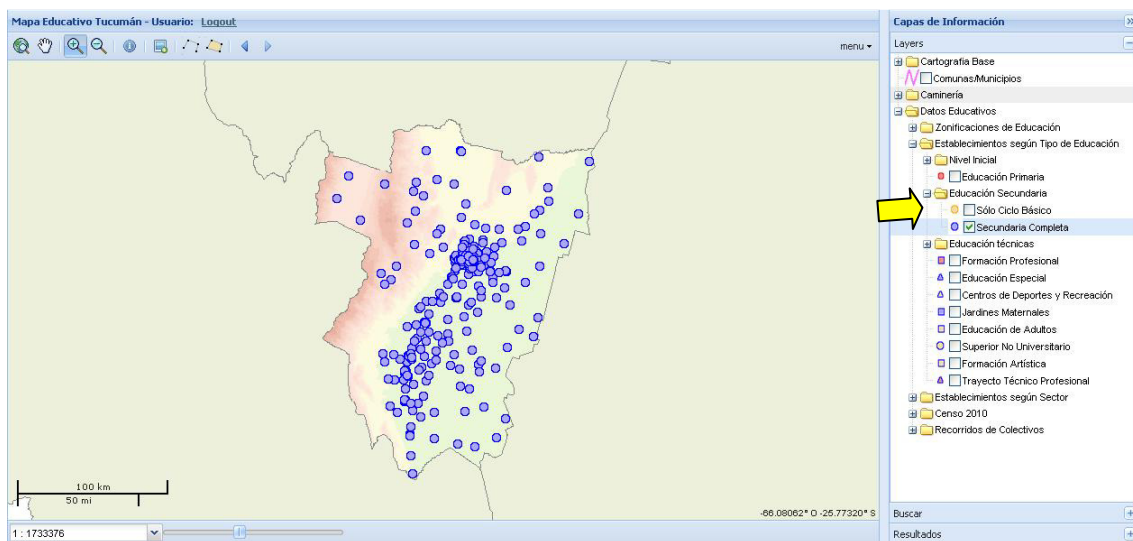 Mapa Educativo Tucumán - Usuario: Logout
menu
100 km
50 mi
-66.08062° O -25.77320° S
1 : 1733376
Capas de Información
Layers
Cartografia Base
Comunas/Municipios
Caminería
Datos Educativos
Zonificaciones de Educación
Establecimientos según Tipo de Educación
Nivel Inicial
Educación Primaria
Educación Secundaria
Sólo Ciclo Básico
Secundaria Completa
Educación técnicas
Formación Profesional
Educación Especial
Centros de Deportes y Recreación
Jardines Maternales
Educación de Adultos
Superior No Universitario
Formación Artística
Trayecto Técnico Profesional
Establecimientos según Sector
Censo 2010
Recorridos de Colectivos
Buscar
Resultados